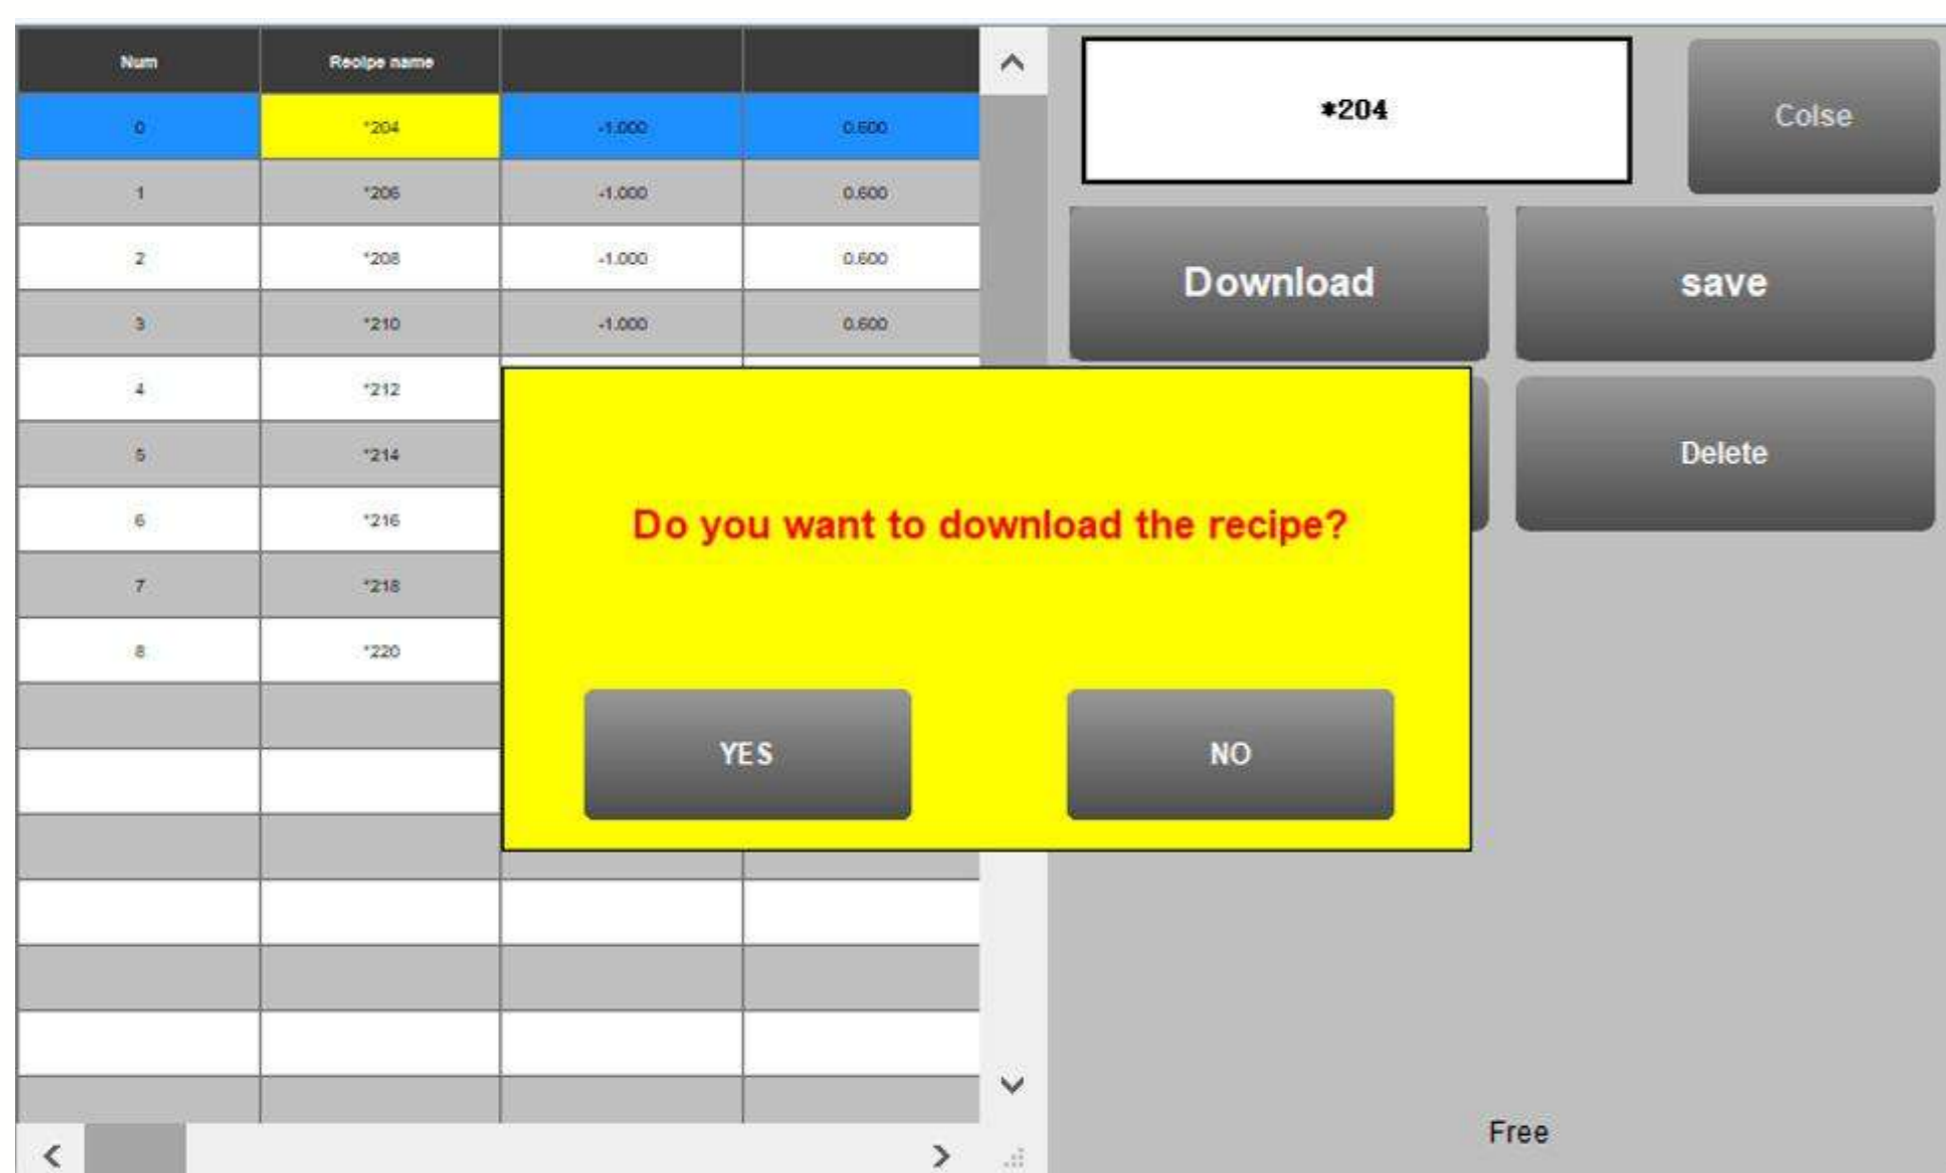 Num Recipe name
0 *204 -1.000 0.600
1 *206 -1.000 0.600
2 *208 -1.000 0.600
3 *210 -1.000 0.600
4 *212
5 *214
6 *216
7 *218
8 *220
*204
Colse
Download
save
Delete
Do you want to download the recipe?
YES
NO
Free